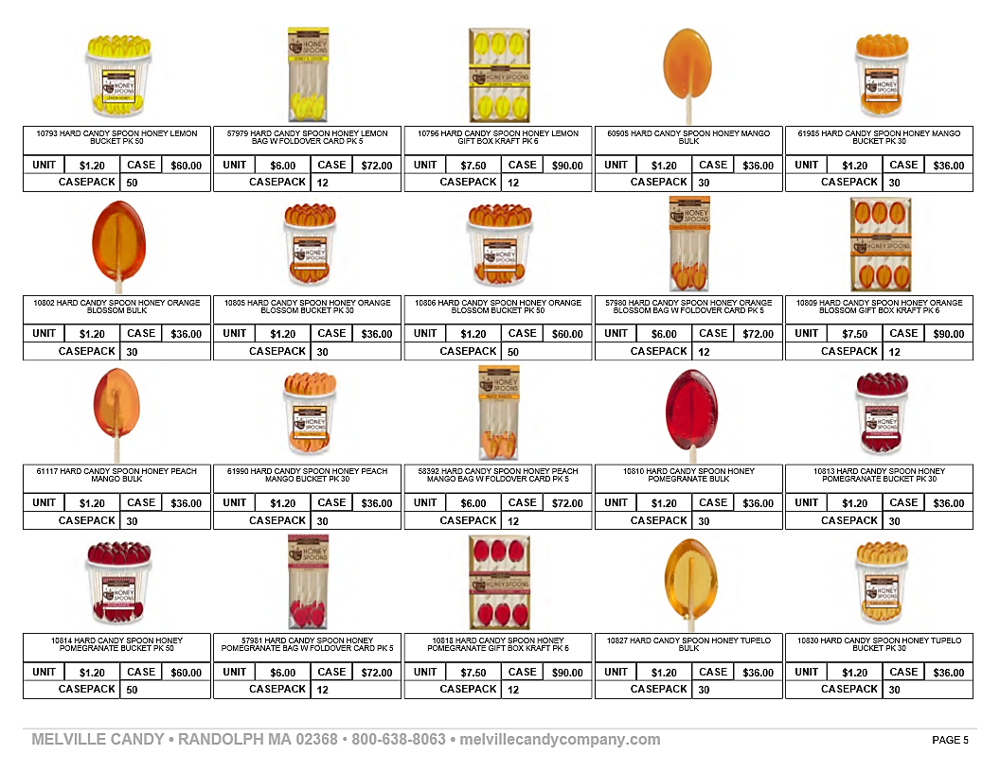 10793 HARD CANDY SPOON HONEY LEMON
BUCKET PK 50
UNIT $1.20 CASE $60.00
CASEPACK 50
57979 HARD CANDY SPOON HONEY LEMON
BAG W FOLDOVER CARD PK 5
UNIT $6.00 CASE $72.00
CASEPACK 12
10796 HARD CANDY SPOON HONEY LEMON
GIFT BOX KRAFT PK 6
UNIT $7.50 CASE $90.00
CASEPACK 12
60905 HARD CANDY SPOON HONEY MANGO
BULK
UNIT $1.20 CASE $36.00
CASEPACK 30
61985 HARD CANDY SPOON HONEY MANGO
BUCKET PK 30
UNIT $1.20 CASE $36.00
CASEPACK 30
10802 HARD CANDY SPOON HONEY ORANGE
BLOSSOM BULK
UNIT $1.20 CASE $36.00
CASEPACK 30
10805 HARD CANDY SPOON HONEY ORANGE
BLOSSOM BUCKET PK 30
UNIT $1.20 CASE $36.00
CASEPACK 30
10806 HARD CANDY SPOON HONEY ORANGE
BLOSSOM BUCKET PK 50
UNIT $1.20 CASE $60.00
CASEPACK 50
57980 HARD CANDY SPOON HONEY ORANGE
BLOSSOM BAG W FOLDOVER CARD PK 5
UNIT $6.00 CASE $72.00
CASEPACK 12
10809 HARD CANDY SPOON HONEY ORANGE
BLOSSOM GIFT BOX KRAFT PK 6
UNIT $7.50 CASE $90.00
CASEPACK 12
61117 HARD CANDY SPOON HONEY PEACH
MANGO BULK
UNIT $1.20 CASE $36.00
CASEPACK 30
61990 HARD CANDY SPOON HONEY PEACH
MANGO BUCKET PK 30
UNIT $1.20 CASE $36.00
CASEPACK 30
58392 HARD CANDY SPOON HONEY PEACH
MANGO BAG W FOLDOVER CARD PK 5
UNIT $6.00 CASE $72.00
CASEPACK 12
10810 HARD CANDY SPOON HONEY
POMEGRANATE BULK
UNIT $1.20 CASE $36.00
CASEPACK 30
10813 HARD CANDY SPOON HONEY
POMEGRANATE BUCKET PK 30
UNIT $1.20 CASE $36.00
CASEPACK 30
10814 HARD CANDY SPOON HONEY
POMEGRANATE BUCKET PK 50
UNIT $1.20 CASE $60.00
CASEPACK 50
57981 HARD CANDY SPOON HONEY
POMEGRANATE BAG W FOLDOVER CARD PK 5
UNIT $6.00 CASE $72.00
CASEPACK 12
10818 HARD CANDY SPOON HONEY
POMEGRANATE GIFT BOX KRAFT PK 6
UNIT $7.50 CASE $90.00
CASEPACK 12
10827 HARD CANDY SPOON HONEY TUPELO
BULK
UNIT $1.20 CASE $36.00
CASEPACK 30
10830 HARD CANDY SPOON HONEY TUPELO
BUCKET PK 30
UNIT $1.20 CASE $36.00
CASEPACK 30
MELVILLE CANDY • RANDOLPH MA 02368 • 800-638-8063 • melvillecandycompany.com
PAGE 5